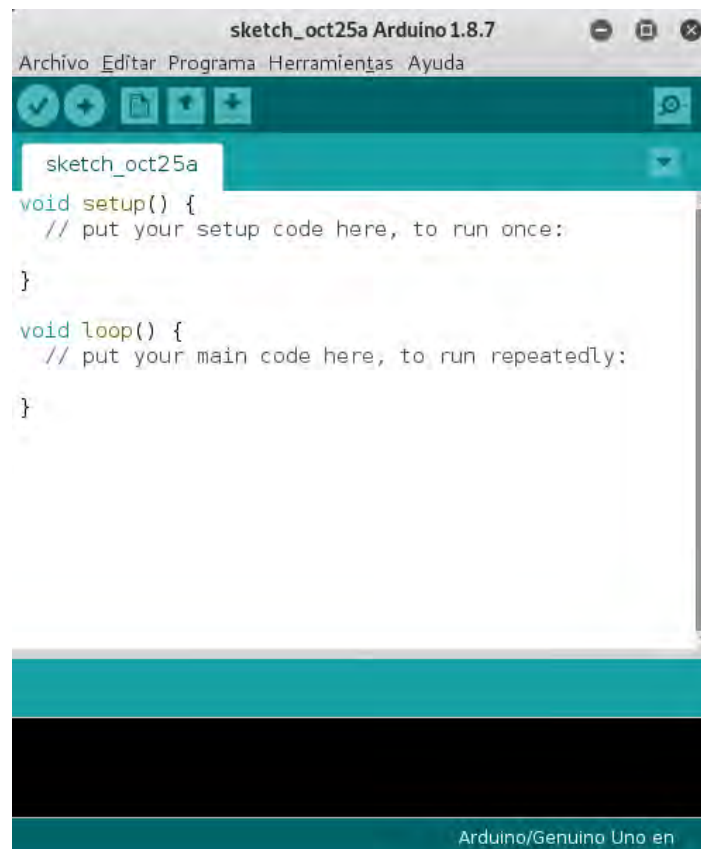 sketch_oct25a Arduino 1.8.7
Archivo Editar Programa Herramientas Ayuda
sketch_oct25a
void setup() {
  // put your setup code here, to run once:
}
void loop() {
  // put your main code here, to run repeatedly:
}
Arduino/Genuino Uno en